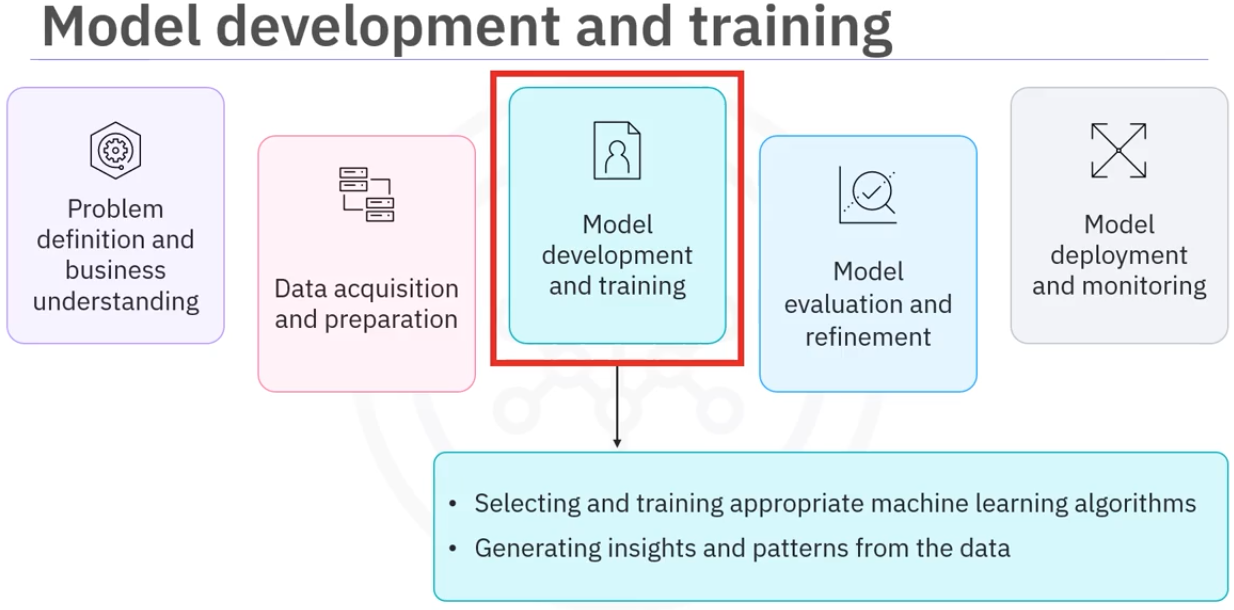 Model development and training
Problem
definition and
business
understanding
Data acquisition
and preparation
Model
development
and training
Model
evaluation and
refinement
Model
deployment
and monitoring
• Selecting and training appropriate machine learning algorithms
• Generating insights and patterns from the data